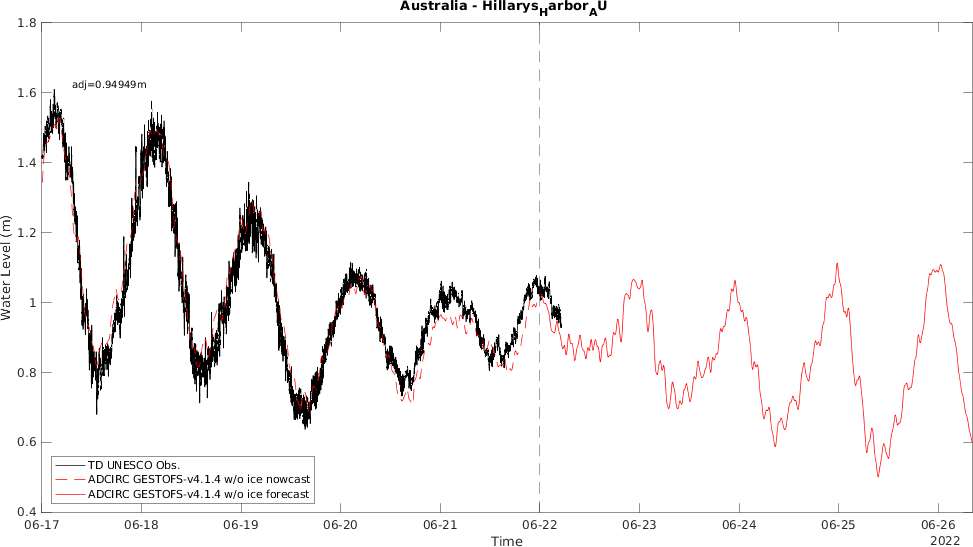 Australia - HillarysHarborAU
1.8
1.6
1.4
1.2
1
0.8
0.6
0.4
Water Level (m)
adj=0.94949m
TD UNESCO Obs.
ADCIRC GESTOFS-v4.1.4 w/o ice nowcast
ADCIRC GESTOFS-v4.1.4 w/o ice forecast
06-17 06-18 06-19 06-20 06-21 06-22 06-23 06-24 06-25 06-26
Time
2022